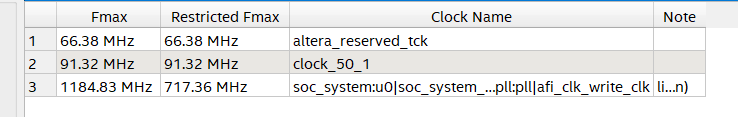 Fmax Restricted Fmax Clock Name Note
1 66.38 MHz 66.38 MHz altera_reserved_tck
2 91.32 MHz 91.32 MHz clock_50_1
3 1184.83 MHz 717.36 MHz soc_system:u0|soc_system_...pll:pll|afi_clk_write_clk li...n)